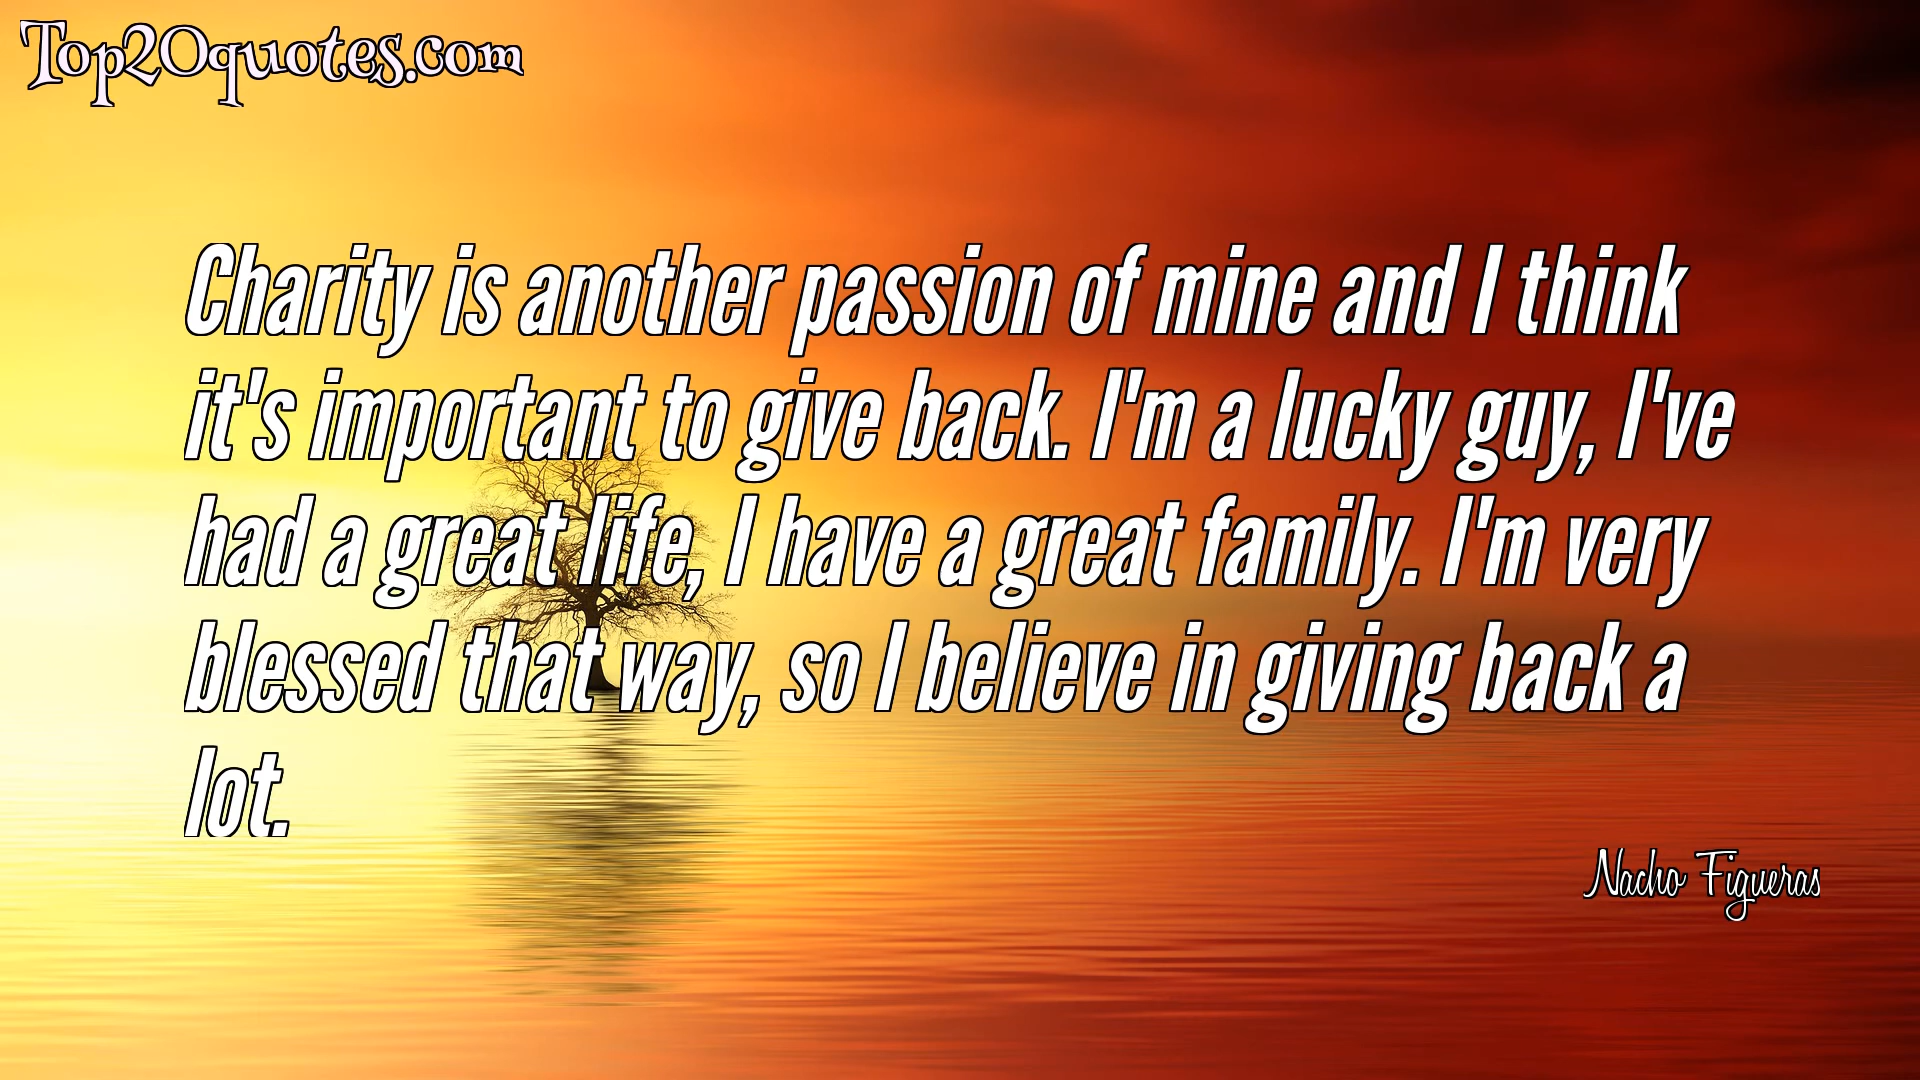 Top20quotes.com
Charity is another passion of mine and I think
it's important to give back. I'm a lucky guy, I've
had a great life, I have a great family. I'm very
blessed that way, so I believe in giving back a
lot.
Nacho Figueras